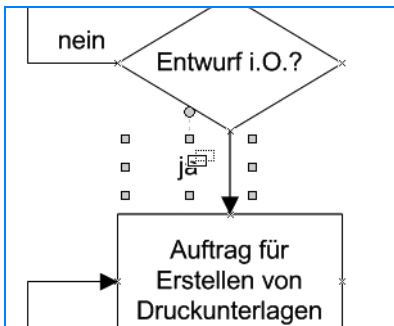 nein
Entwurf i.O.?
ja
Auftrag für
Erstellen von
Druckunterlagen